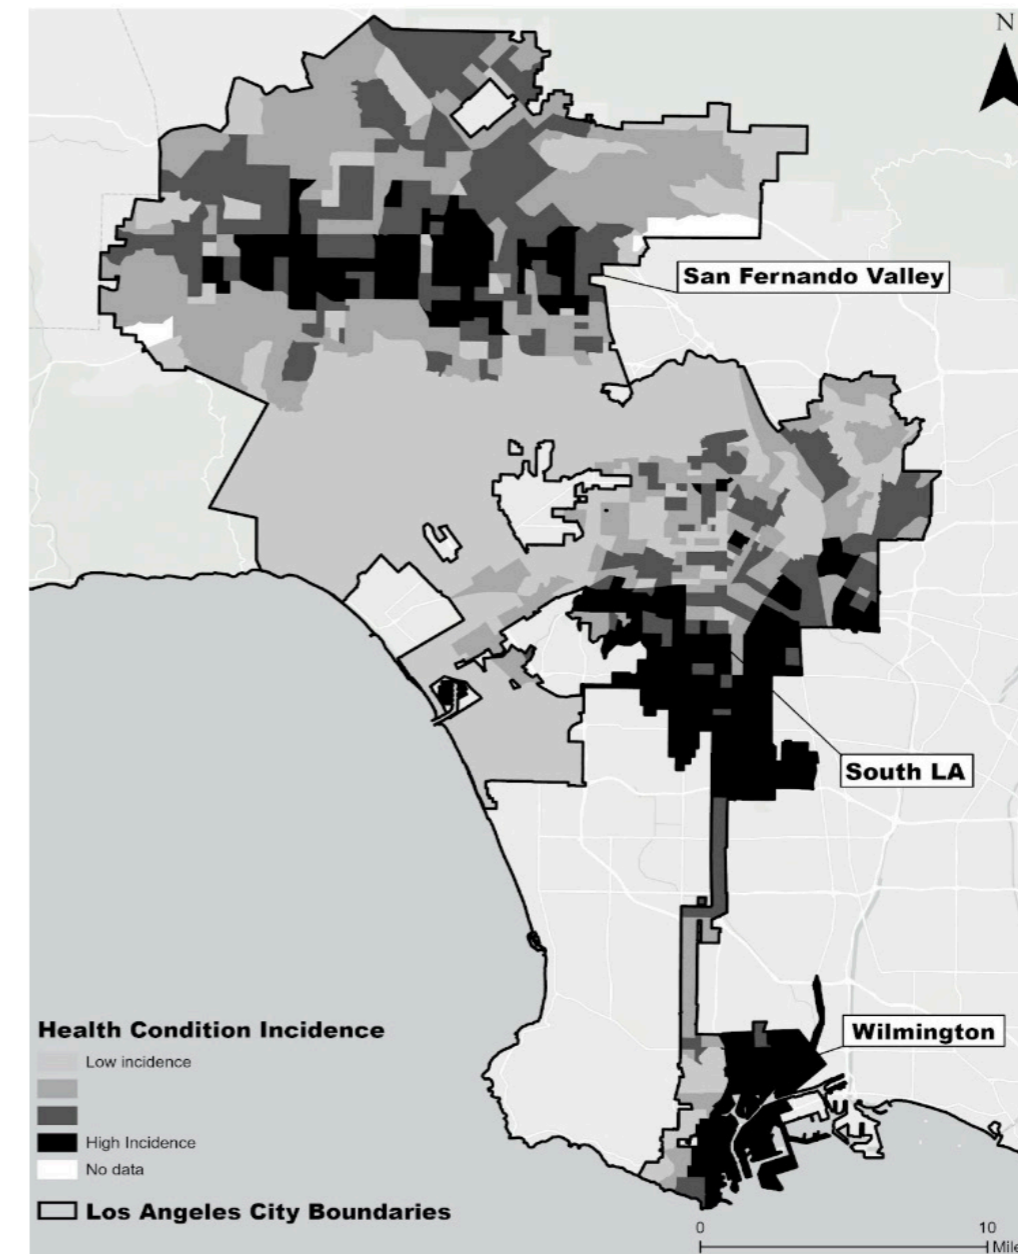 N
San Fernando Valley
South LA
Wilmington
Health Condition Incidence
Low incidence
High Incidence
No data
Los Angeles City Boundaries
0 10
Mile